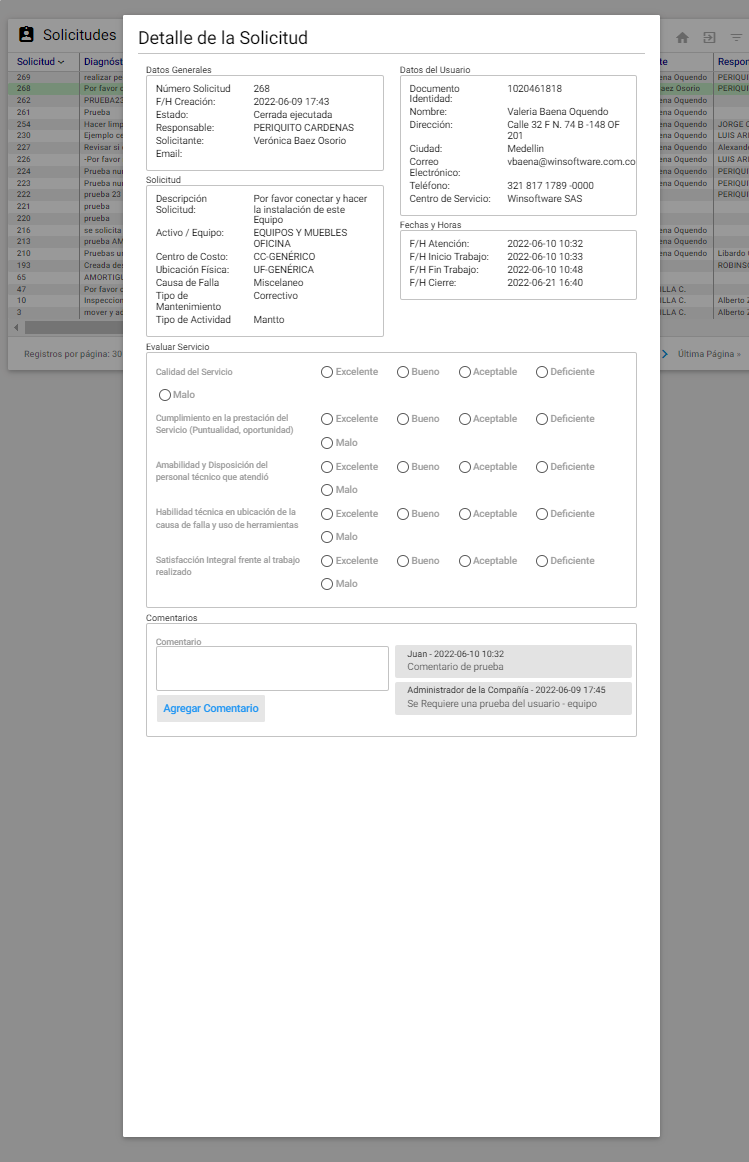 Solicitudes
Solicitud
Diagnóst
te
Respon
269 realizar pe ena Oquendo PERIQUI
268 Por favor c aez Osorio PERIQUI
262 PRUEBA23 ena Oquendo
261 Prueba ena Oquendo
254 Hacer limp ena Oquendo JORGE
230 Ejemplo ce ena Oquendo LUIS AR
227 Revisar si ena Oquendo Alexand
226 -Por favor ena Oquendo LUIS AR
224 Prueba nu ena Oquendo PERIQUI
223 Prueba nu ena Oquendo PERIQUI
222 prueba 23 PERIQUI
221 prueba
220 prueba
216 se solicita ena Oquendo
213 prueba AM ena Oquendo
210 Pruebas u ena Oquendo Libardo
193 Creada des ROBINS
65 AMORTIG
47 Por favor c ILLA C.
10 Inspeccion ILLA C. Alberto
3 mover y ac ILLA C. Alberto
Registros por página: 30
Última Página »
Detalle de la Solicitud
Datos Generales
Número Solicitud 268
F/H Creación: 2022-06-09 17:43
Estado: Cerrada ejecutada
Responsable: PERIQUITO CARDENAS
Solicitante: Verónica Baez Osorio
Email:
Solicitud
Descripción Por favor conectar y hacer
Solicitud: la instalación de este
Equipo
Activo / Equipo: EQUIPOS Y MUEBLES
OFICINA
Centro de Costo: CC-GENÉRICO
Ubicación Física: UF-GENÉRICA
Causa de Falla Miscelaneo
Tipo de Correctivo
Mantenimiento
Tipo de Actividad Mantto
Datos del Usuario
Documento 1020461818
Identidad:
Nombre: Valeria Baena Oquendo
Dirección: Calle 32 F N. 74 B -148 OF
201
Ciudad: Medellin
Correo vbaena@winsoftware.com.co
Electrónico:
Teléfono: 321 817 1789 -0000
Centro de Servicio: Winsoftware SAS
Fechas y Horas
F/H Atención: 2022-06-10 10:32
F/H Inicio Trabajo: 2022-06-10 10:33
F/H Fin Trabajo: 2022-06-10 10:48
F/H Cierre: 2022-06-21 16:40
Evaluar Servicio
Calidad del Servicio Excelente Bueno Aceptable Deficiente
Malo
Cumplimiento en la prestación del Excelente Bueno Aceptable Deficiente
Servicio (Puntualidad, oportunidad)
Malo
Amabilidad y Disposición del Excelente Bueno Aceptable Deficiente
personal técnico que atendió
Malo
Habilidad técnica en ubicación de la Excelente Bueno Aceptable Deficiente
causa de falla y uso de herramientas
Malo
Satisfacción Integral frente al trabajo Excelente Bueno Aceptable Deficiente
realizado
Malo
Comentarios
Comentario
Agregar Comentario
Juan - 2022-06-10 10:32
Comentario de prueba
Administrador de la Compañía - 2022-06-09 17:45
Se Requiere una prueba del usuario - equipo